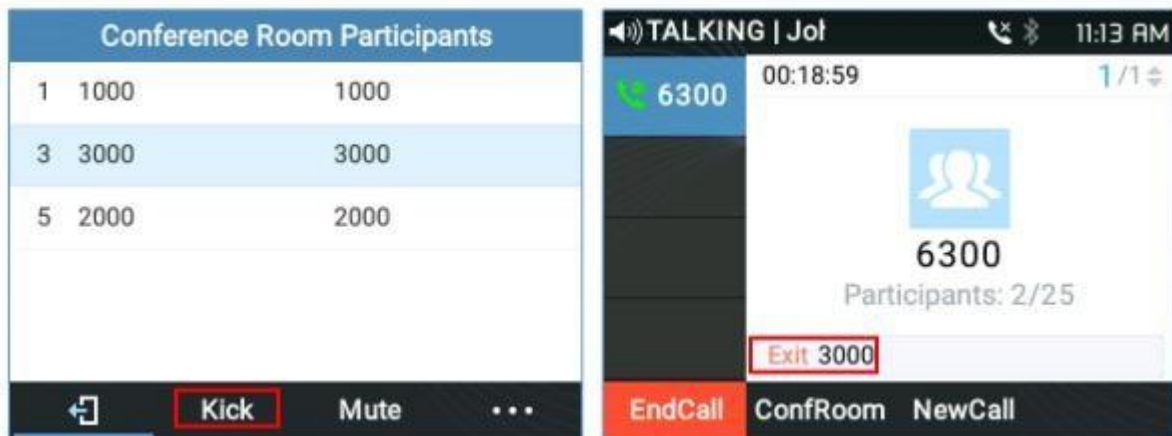 Conference Room Participants
1 1000 1000
3 3000 3000
5 2000 2000
Kick Mute ...
TALKING | Joł 11:13 AM
6300 00:18:59 1/1
6300
Participants: 2/25
Exit 3000
EndCall ConfRoom NewCall